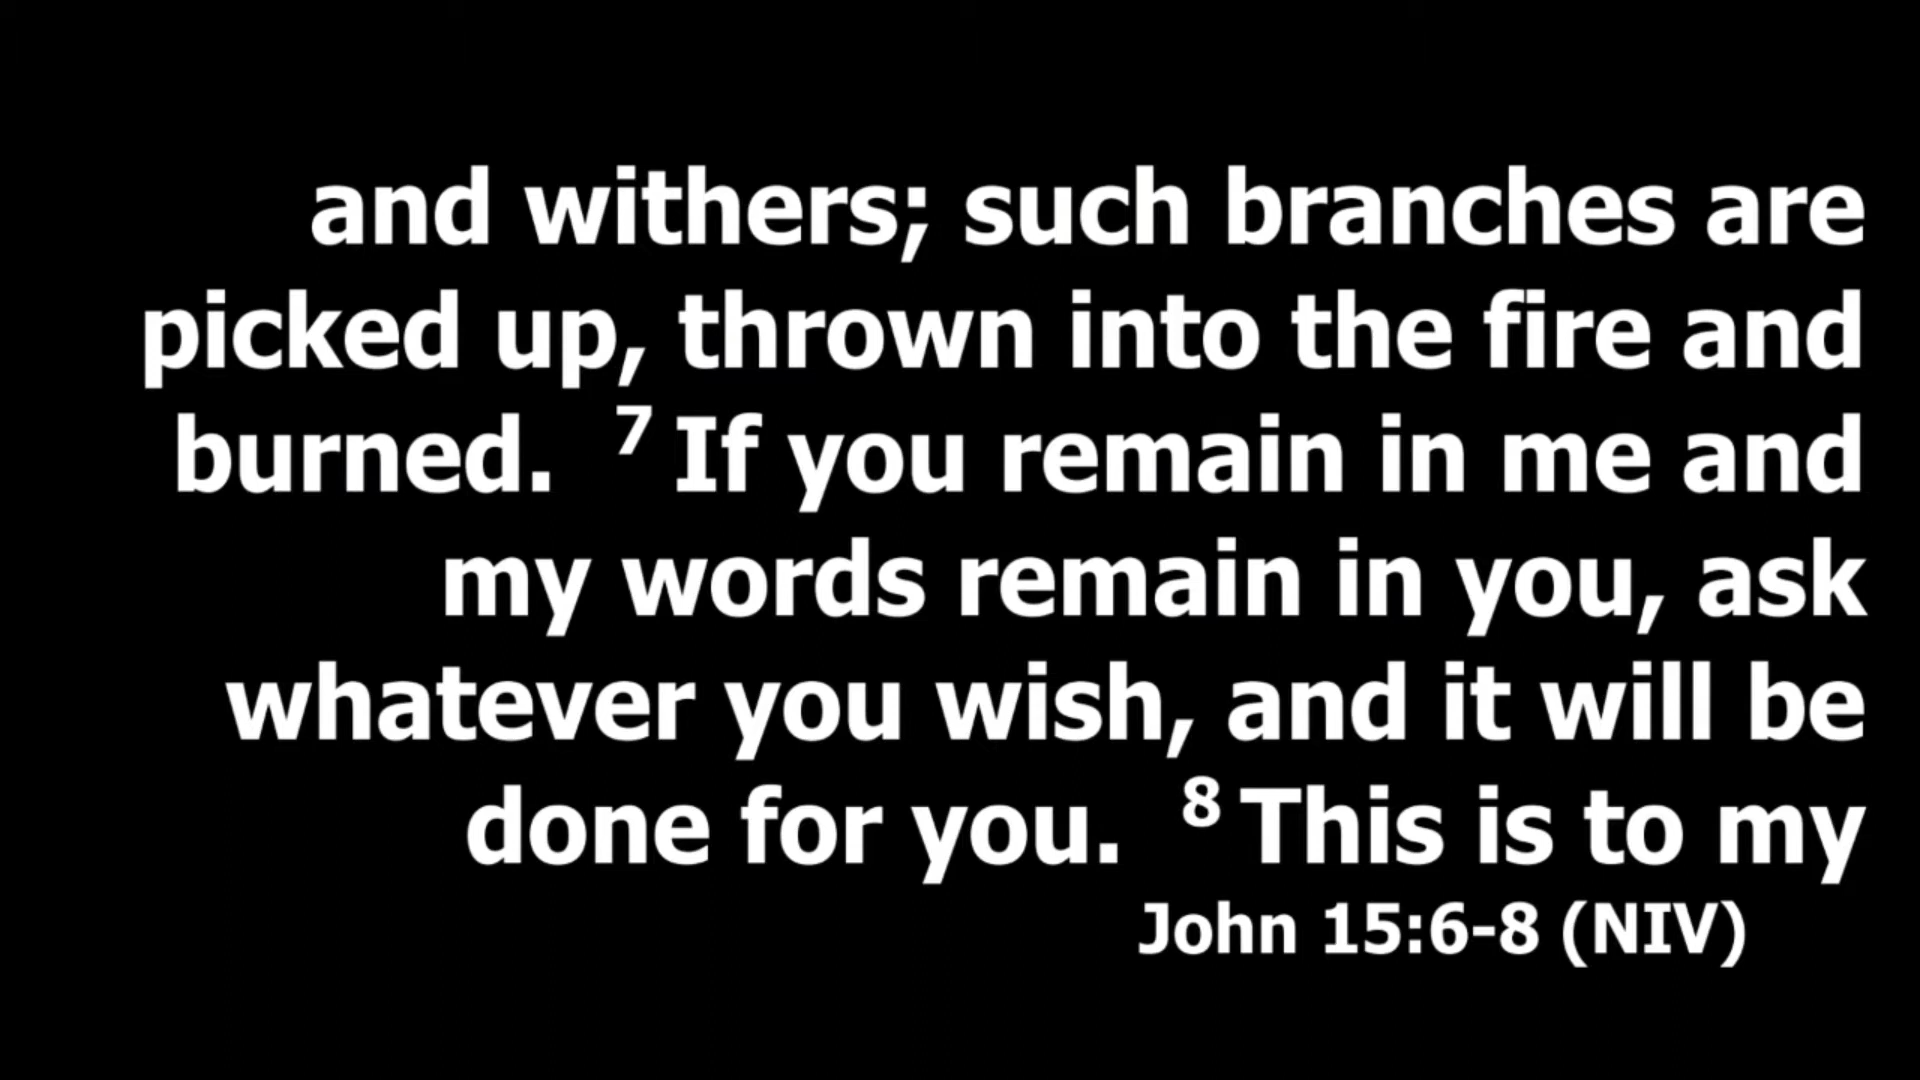 and withers; such branches are
picked up, thrown into the fire and
burned. 7 If you remain in me and
my words remain in you, ask
whatever you wish, and it will be
done for you. 8 This is to my
John 15:6-8 (NIV)